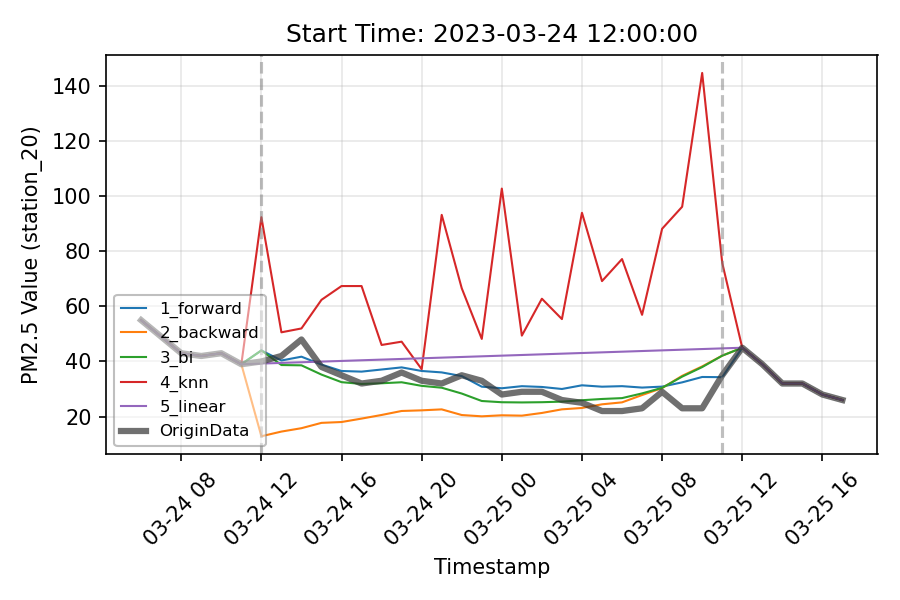 Start Time: 2023-03-24 12:00:00
PM2.5 Value (station_20)
140
120
100
80
60
40
20
1_forward
2_backward
3_bi
4_knn
5_linear
OriginData
03-24 08
03-24 12
03-24 16
03-24 20
03-25 00
03-25 04
03-25 08
03-25 12
03-25 16
Timestamp